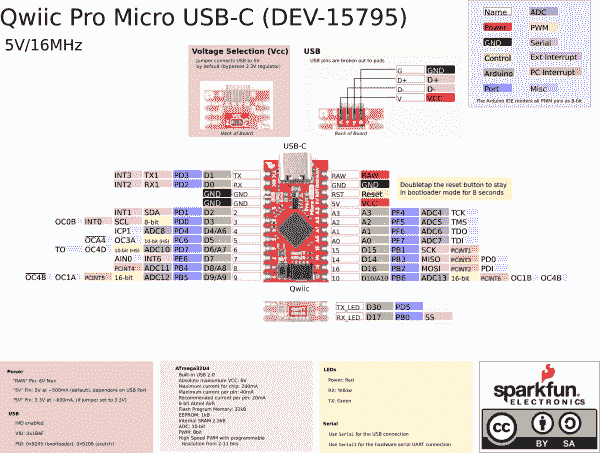 Qwiic Pro Micro USB-C (DEV-15795)
5V/16MHz
Name ADC
Power PWM
GND Serial
Control Ext Interrupt
Arduino PC Interrupt
Port Misc
The Arduino IDE renders all PWM pins as 8-bit
Voltage Selection (Vcc)
Jumper connects USB to 5V
by default (bypasses 3.3V regulator)
Back of Board
USB
USB pins are broken out to pads
G GND
D+ D+
D- D-
V VCC
Back of Board
USB-C
INT3 TX1 PD3 D1 TX
INT2 RX1 PD2 D0 RX
GND GND
GND GND
INT1 SDA PD1 D2 2
OC0B INT0 SCL 8-bit PD0 D3 3
ICP1 ADC8 PD4 D4/A6 4
OC4A OC3A 10-bit (HS) PC6 D5 5
TO OC4D 10-bit (HS) ADC10 PD7 D6/A7 6
AIN0 INT6 PE6 D7 7
PCINT4 ADC11 PB4 D8/A8 8
OC4B OC1A PCINT5 16-bit ADC12 PB5 D9/A9 9
RAW RAW
GND GND
RST Reset
5V VCC
Doubletap the reset button to stay
in bootloader mode for 8 seconds
A3 A3 PF4 ADC4 TCK
A2 A2 PF5 ADC5 TMS
A1 A1 PF6 ADC6 TDO
A0 A0 PF7 ADC7 TDI
15 D15 PB1 SCK PCINT1
14 D14 PB3 MISO PCINT3 PD0
16 D16 PB2 MOSI PCINT2 PDI
10 D10/A10 PB6 ADC13 16-bit PCINT6 OC1B OC4B
Qwiic
TX_LED D30 PD5
RX_LED D17 PB0 SS
Power
"RAW" Pin: 6V Max
"5V" Pin: 5V at ~500mA (default), dependent on USB Port
"5V" Pin: 3.3V at ~600mA, (if jumper set to 3.3V)
USB
HID enabled
VID: 0x1B4F
PID: 0x9205 (bootloader), 0x9206 (sketch)
ATmega32U4
Built-in USB 2.0
Absolute maximum VCC: 6V
Maximum current for chip: 200mA
Maximum current per pin: 40mA
Recommended current per pin: 20mA
8-bit Atmel AVR
Flash Program Memory: 32kB
EEPROM: 1kB
Internal SRAM 2.5kB
ADC: 10-bit
PWM: 8bit
High Speed PWM with programmable
resolution from 2-11 bits
LEDs
Power: Red
RX: Yellow
TX: Green
Serial
Use Serial for the USB connection
Use Serial1 for the hardware serial UART connection
sparkfun
ELECTRONICS
CC
BY SA